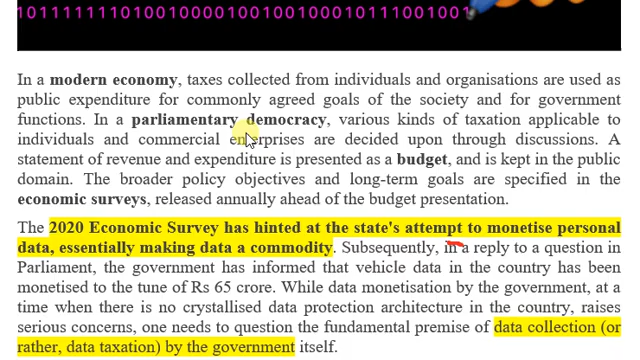 101111111010010000100100100010111001001
In a modern economy, taxes collected from individuals and organisations are used as
public expenditure for commonly agreed goals of the society and for government
functions. In a parliamentary democracy, various kinds of taxation applicable to
individuals and commercial enterprises are decided upon through discussions. A
statement of revenue and expenditure is presented as a budget, and is kept in the public
domain. The broader policy objectives and long-term goals are specified in the
economic surveys, released annually ahead of the budget presentation.
The 2020 Economic Survey has hinted at the state's attempt to monetise personal
data, essentially making data a commodity. Subsequently, in a reply to a question in
Parliament, the government has informed that vehicle data in the country has been
monetised to the tune of Rs 65 crore. While data monetisation by the government, at a
time when there is no crystallised data protection architecture in the country, raises
serious concerns, one needs to question the fundamental premise of data collection (or
rather, data taxation) by the government itself.